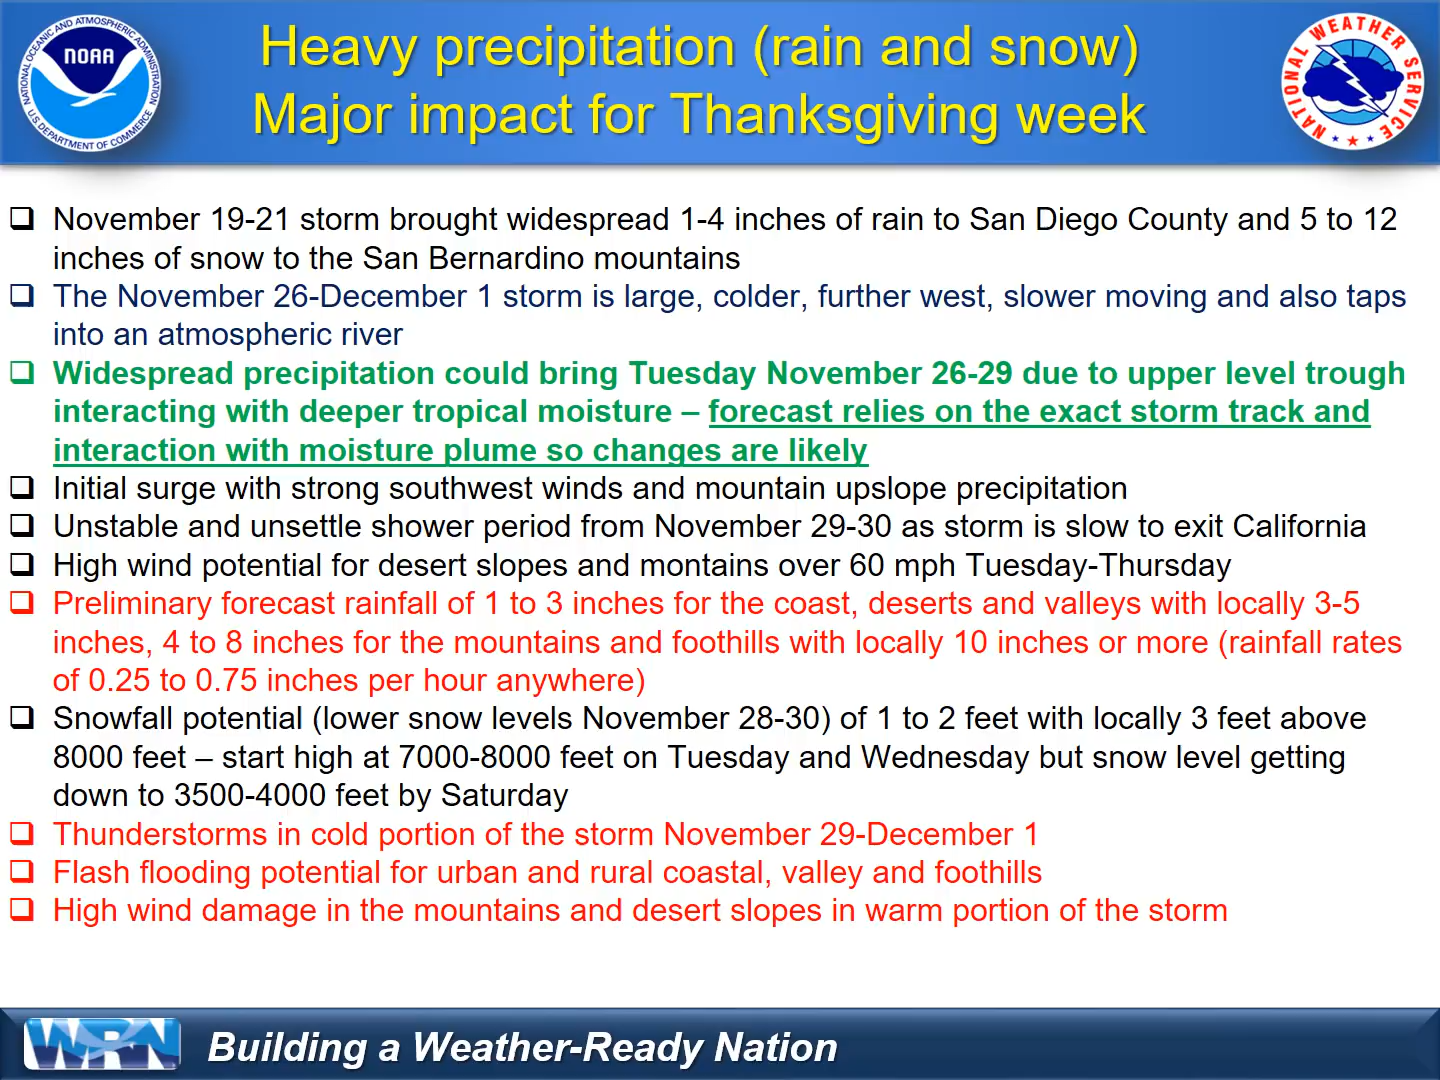 Heavy precipitation (rain and snow)
Major impact for Thanksgiving week
NOAA
NATIONAL OCEANIC AND ATMOSPHERIC ADMINISTRATION
U.S. DEPARTMENT OF COMMERCE
NATIONAL WEATHER SERVICE
November 19-21 storm brought widespread 1-4 inches of rain to San Diego County and 5 to 12
inches of snow to the San Bernardino mountains
The November 26-December 1 storm is large, colder, further west, slower moving and also taps
into an atmospheric river
Widespread precipitation could bring Tuesday November 26-29 due to upper level trough
interacting with deeper tropical moisture – forecast relies on the exact storm track and
interaction with moisture plume so changes are likely
Initial surge with strong southwest winds and mountain upslope precipitation
Unstable and unsettle shower period from November 29-30 as storm is slow to exit California
High wind potential for desert slopes and montains over 60 mph Tuesday-Thursday
Preliminary forecast rainfall of 1 to 3 inches for the coast, deserts and valleys with locally 3-5
inches, 4 to 8 inches for the mountains and foothills with locally 10 inches or more (rainfall rates
of 0.25 to 0.75 inches per hour anywhere)
Snowfall potential (lower snow levels November 28-30) of 1 to 2 feet with locally 3 feet above
8000 feet – start high at 7000-8000 feet on Tuesday and Wednesday but snow level getting
down to 3500-4000 feet by Saturday
Thunderstorms in cold portion of the storm November 29-December 1
Flash flooding potential for urban and rural coastal, valley and foothills
High wind damage in the mountains and desert slopes in warm portion of the storm
WRN
Building a Weather-Ready Nation